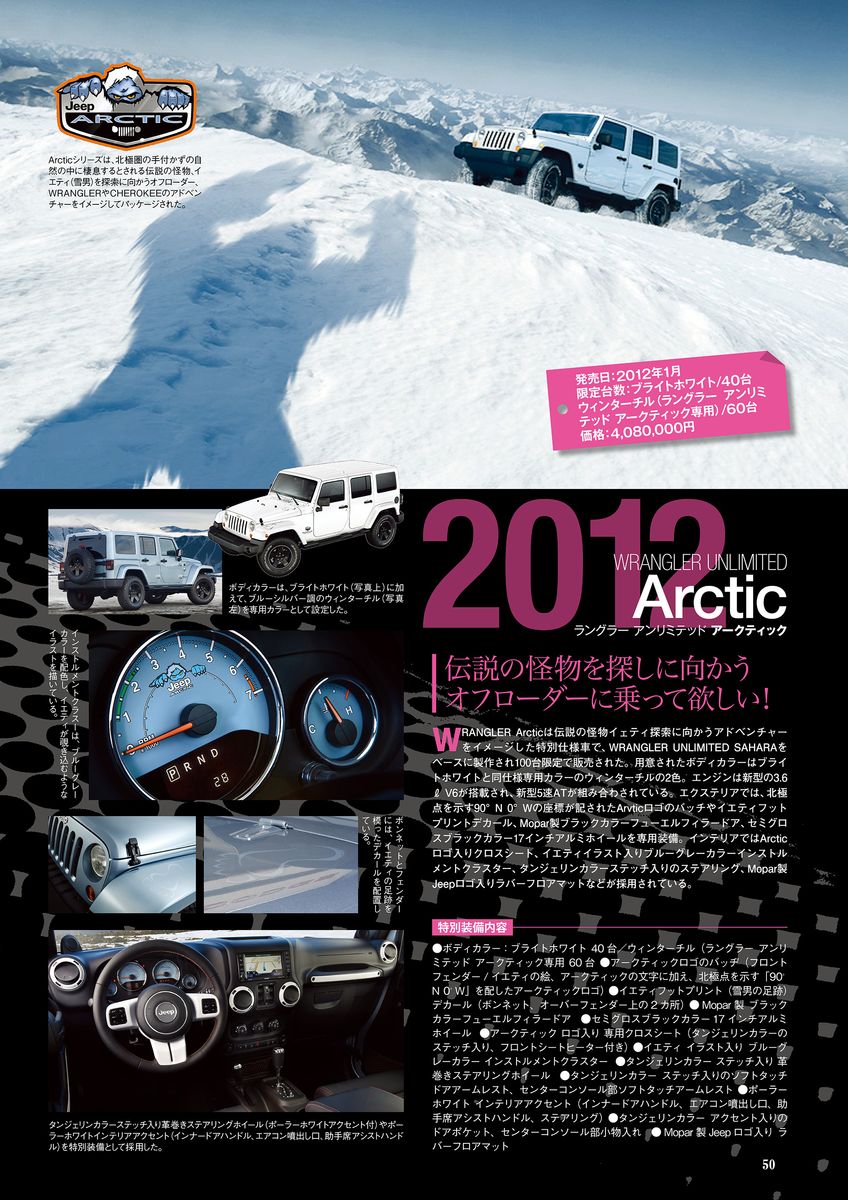 Jeep
ARCTIC
Arcticシリーズは、北極圏の手付かずの自
然の中に棲息するとされる伝説の怪物、イ
エティ（雪男）を探索に向かうオフローダー、
WRANGLERやCHEROKEEのアドベン
チャーをイメージしてパッケージされた。
発売日：2012年1月
限定台数：ブライトホワイト/40台
ウィンターチル（ラングラー アンリミ
テッド アークティック専用）/60台
価格：4,080,000円
2012
WRANGLER UNLIMITED
Arctic
ラングラー アンリミテッド アークティック
ボディカラーは、ブライトホワイト（写真上）に加
えて、ブルーシルバー調のウィンターチル（写真
左）を専用カラーとして設定した。
インストルメントクラスーは、ブルーグレー
カラーを配色し、イエティが覗き込むような
イラストを描いている。
1
2
3
4
5
6
7
Jeep
ARCTIC
RPM
x1000
P R N D
28
C
H
E
F
伝説の怪物を探しに向かう
オフローダーに乗って欲しい！
WRANGLER Arcticは伝説の怪物イェティ探索に向かうアドベンチャー
をイメージした特別仕様車で、WRANGLER UNLIMITED SAHARAを
ベースに製作され100台限定で販売された。用意されたボディカラーはブライ
トホワイトと同仕様専用カラーのウィンターチルの2色。エンジンは新型の3.6
ℓ V6が搭載され、新型5速ATが組み合わされている。エクステリアでは、北極
点を示す90°N 0°Wの座標が記されたArvticロゴのバッチやイエティフット
プリントデカール、Mopar製ブラックカラーフューエルフィラードア、セミグロ
スブラックカラー17インチアルミホイールを専用装備。インテリアではArctic
ロゴ入りクロスシード、イエティイラスト入りブルーグレーカラーインストル
メントクラスター、タンジェリンカラーステッチ入りのステアリング、Mopar製
Jeepロゴ入りラバーフロアマットなどが採用されている。
ボンネットとフェンダー
には、イエティの足跡を
模ったデカールを配置し
ている。
特別装備内容
●ボディカラー：ブライトホワイト 40台／ウィンターチル（ラングラー アンリ
ミテッド アークティック専用 60台 ●アークティックロゴのバッヂ（フロント
フェンダー / イエティの絵、アークティックの文字に加え、北極点を示す「90°
N 0°W」を配したアークティックロゴ）●イエティフットプリント（雪男の足跡）
デカール（ボンネット、オーバーフェンダー上の2カ所）●Mopar製 ブラック
カラーフューエルフィラドア ●セミグロスブラックカラー 17インチアルミ
ホイール ●アークティック ロゴ入り 専用クロスシート（タンジェリンカラーの
ステッチ入り、フロントシートヒーター付き）●イエティ イラスト入り ブルーグ
レーカラー インストルメントクラスター ●タンジェリンカラー ステッチ入り 革
巻きステアリングホイール ●タンジェリンカラー ステッチ入りのソフトタッチ
ドアアームレスト、センターコンソール部ソフトタッチアームレスト ●ポーラー
ホワイト インテリアアクセント（インナードアハンドル、エアコン噴出し口、助
手席アシストハンドル、ステアリング）●タンジェリンカラー アクセント入りの
ドアポケット、センターコンソール部小物入れ ●Mopar製 Jeepロゴ入り ラ
バーフロアマット
Jeep
タンジェリンカラーステッチ入り革巻きステアリングホイール（ポーラーホワイトアクセント付）やポー
ラーホワイトインテリアアクセント（インナードアハンドル、エアコン噴出し口、助手席アシストハンド
ル）を特別装備として採用した。
50